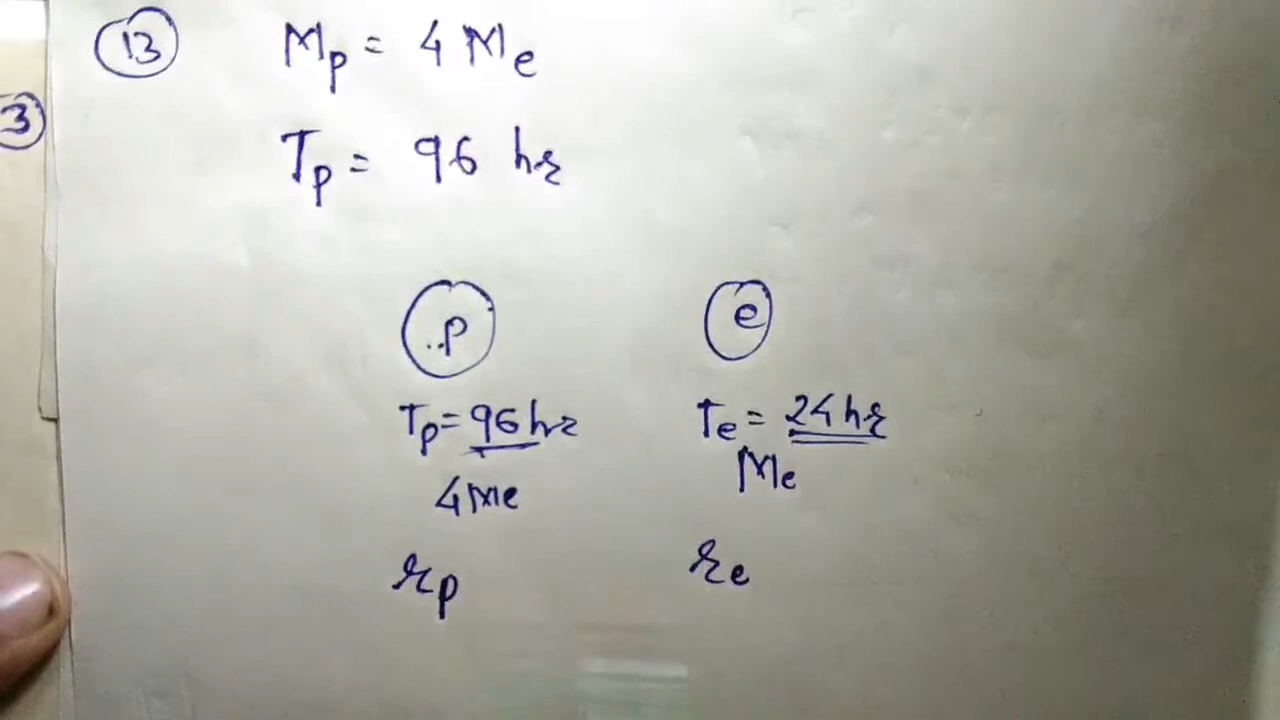 13 Mp = 4 Me
3
Tp = 96 hr
p e
Tp = 96 hr Te = 24 hr
4Me Me
rp re